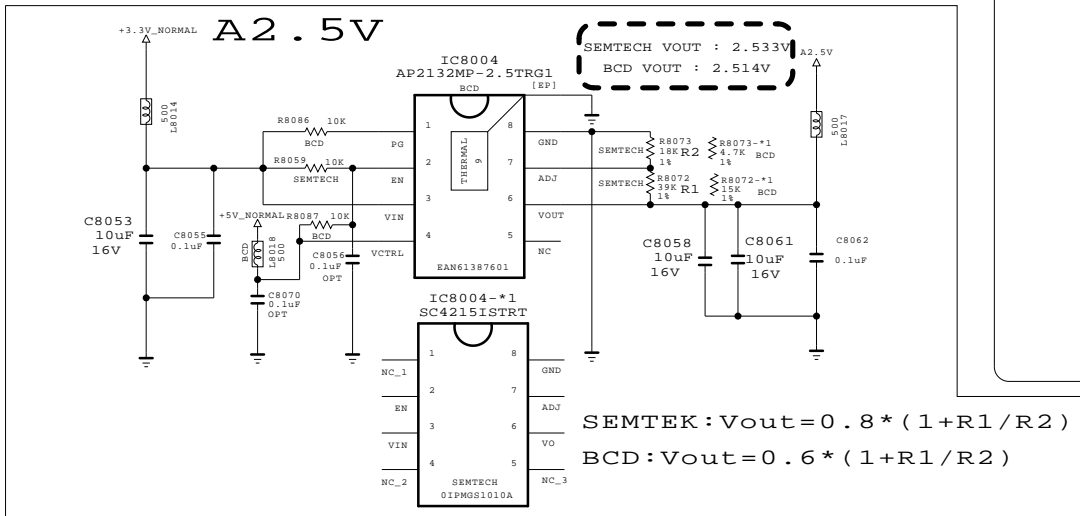 A2.5V
+3.3V_NORMAL
500
L8014
C8053
10uF
16V
C8055
0.1uF
R8086 10K
BCD
R8059 10K
SEMTECH
+5V_NORMAL
R8087 10K
BCD
BCD
L8018
500
C8070
0.1uF
OPT
C8056
0.1uF
OPT
IC8004
AP2132MP-2.5TRG1
BCD
[EP]
THERMAL
9
1
PG
2
EN
3
VIN
4
VCTRL
8
GND
7
ADJ
6
VOUT
5
NC
EAN61387601
SEMTECH VOUT : 2.533V
BCD VOUT : 2.514V
A2.5V
500
L8017
SEMTECH
R8073
18K R2
1%
R8073-*1
4.7K
1% BCD
SEMTECH
R8072
39K R1
1%
R8072-*1
15K
1% BCD
C8058
10uF
16V
C8061
10uF
16V
C8062
0.1uF
IC8004-*1
SC4215ISTRT
1
NC_1
2
EN
3
VIN
4
NC_2
8
GND
7
ADJ
6
VO
5
NC_3
SEMTECH
0IPMGS1010A
SEMTEK:Vout=0.8*(1+R1/R2)
BCD:Vout=0.6*(1+R1/R2)